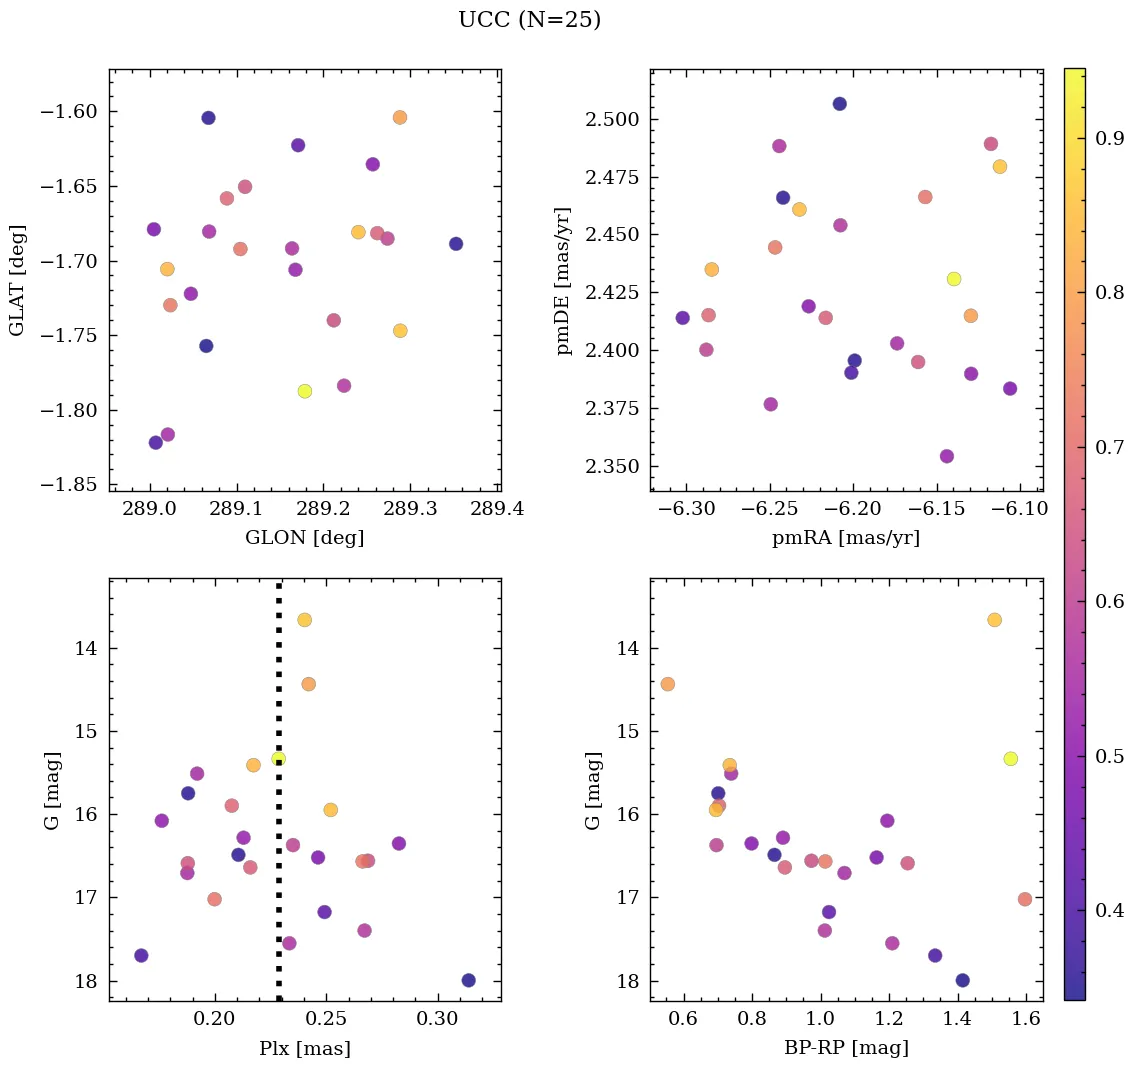 UCC (N=25)
−1.60
−1.65
−1.70
−1.75
−1.80
−1.85
GLAT [deg]
289.0 289.1 289.2 289.3 289.4
GLON [deg]
2.500
2.475
2.450
2.425
2.400
2.375
2.350
pmDE [mas/yr]
−6.30 −6.25 −6.20 −6.15 −6.10
pmRA [mas/yr]
14
15
16
17
18
G [mag]
0.20 0.25 0.30
Plx [mas]
14
15
16
17
18
G [mag]
0.6 0.8 1.0 1.2 1.4 1.6
BP-RP [mag]
0.9
0.8
0.7
0.6
0.5
0.4